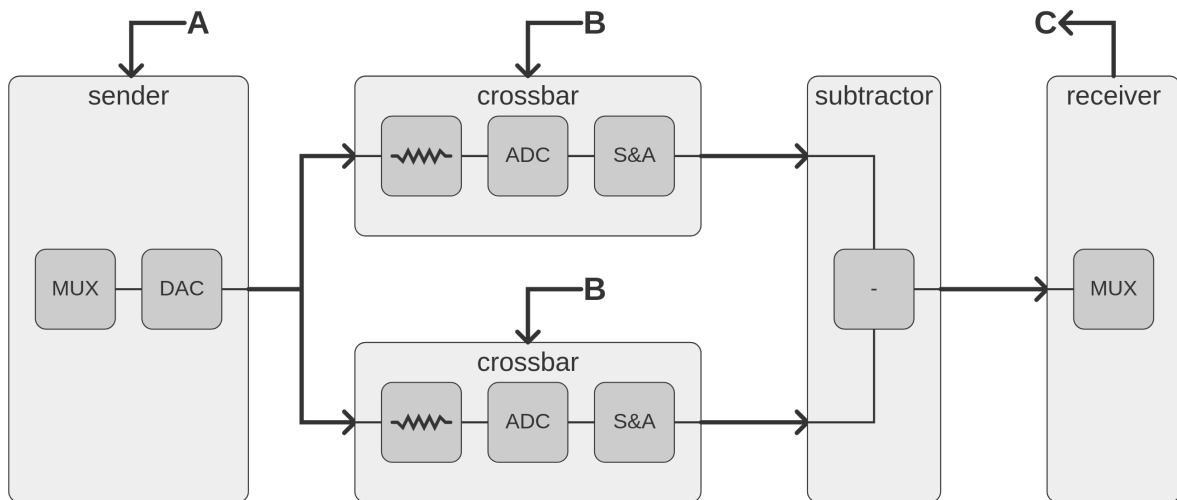 A
B
C
sender
crossbar
subtractor
receiver
ADC
S&A
MUX
DAC
B
-
MUX
crossbar
ADC
S&A